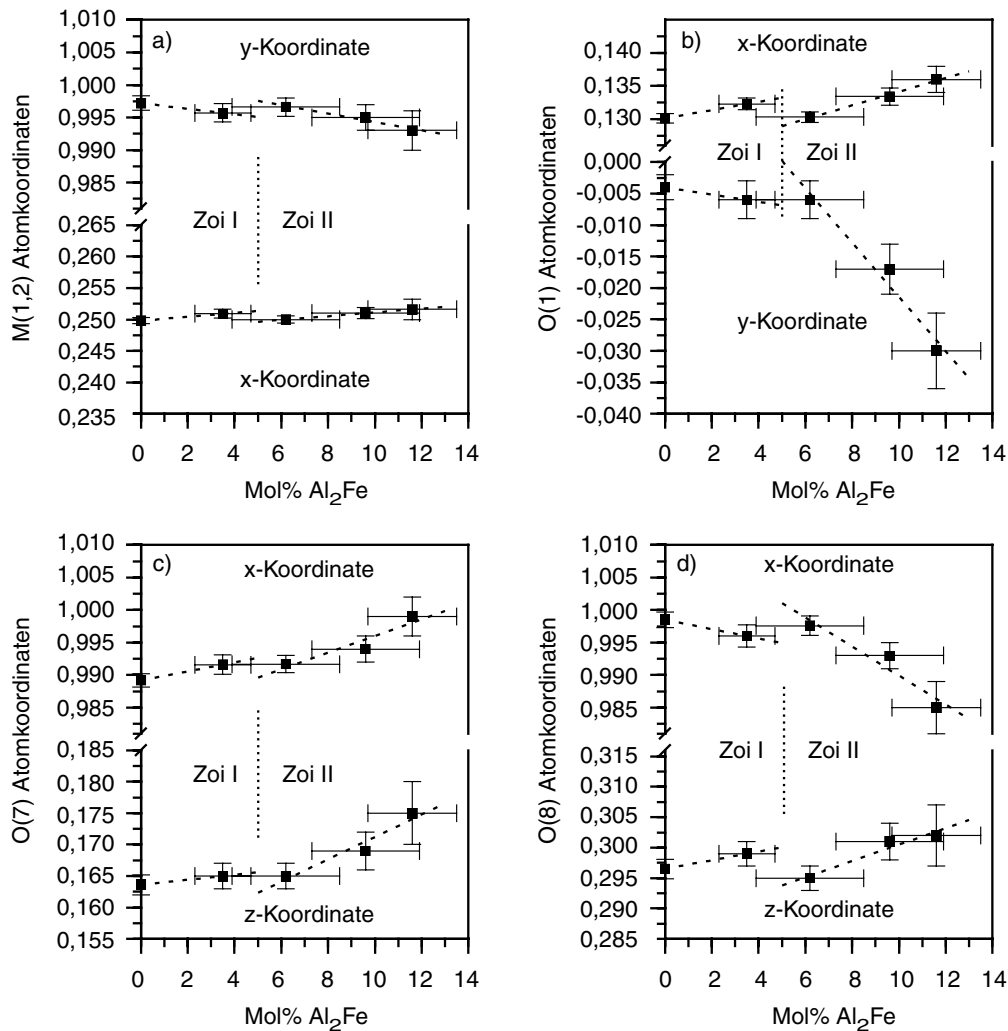 a)
y-Koordinate
1,010
1,005
1,000
0,995
0,990
0,985
Zoi I
Zoi II
0,265
0,260
0,255
0,250
0,245
0,240
0,235
x-Koordinate
M(1,2) Atomkoordinaten
0 2 4 6 8 10 12 14
Mol% Al2Fe
b)
x-Koordinate
0,140
0,135
0,130
Zoi I
Zoi II
0,000
-0,005
-0,010
-0,015
-0,020
-0,025
-0,030
-0,035
-0,040
y-Koordinate
O(1) Atomkoordinaten
0 2 4 6 8 10 12 14
Mol% Al2Fe
c)
x-Koordinate
1,010
1,005
1,000
0,995
0,990
0,985
Zoi I
Zoi II
0,185
0,180
0,175
0,170
0,165
0,160
0,155
z-Koordinate
O(7) Atomkoordinaten
0 2 4 6 8 10 12 14
Mol% Al2Fe
d)
x-Koordinate
1,010
1,005
1,000
0,995
0,990
0,985
Zoi I
Zoi II
0,315
0,310
0,305
0,300
0,295
0,290
0,285
z-Koordinate
O(8) Atomkoordinaten
0 2 4 6 8 10 12 14
Mol% Al2Fe